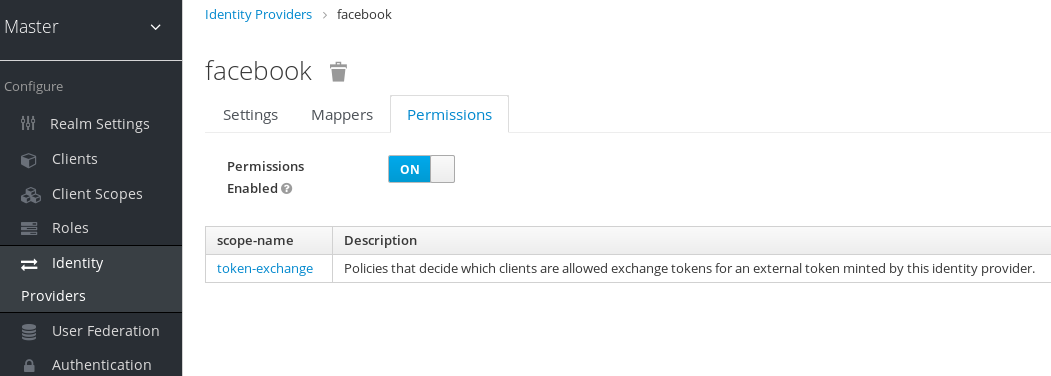 Master
Configure
Realm Settings
Clients
Client Scopes
Roles
Identity
Providers
User Federation
Authentication
Identity Providers > facebook
facebook
Settings Mappers Permissions
Permissions
Enabled ?
ON
scope-name Description
token-exchange Policies that decide which clients are allowed exchange tokens for an external token minted by this identity provider.